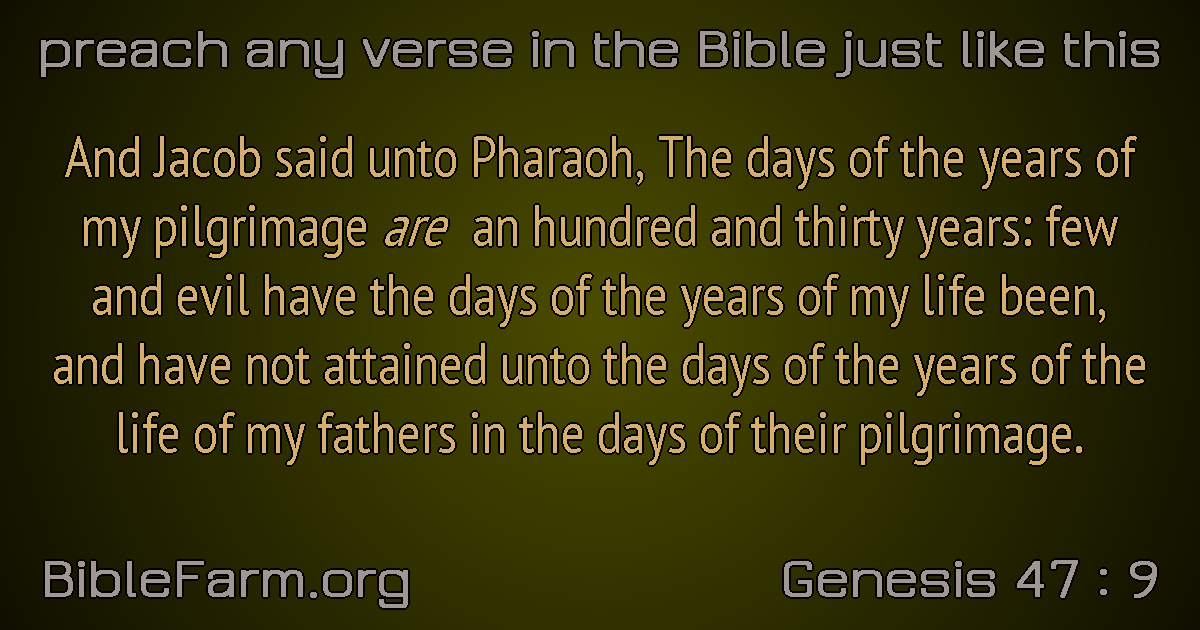 preach any verse in the Bible just like this
And Jacob said unto Pharaoh, The days of the years of
my pilgrimage are an hundred and thirty years: few
and evil have the days of the years of my life been,
and have not attained unto the days of the years of the
life of my fathers in the days of their pilgrimage.
BibleFarm.org
Genesis 47 : 9